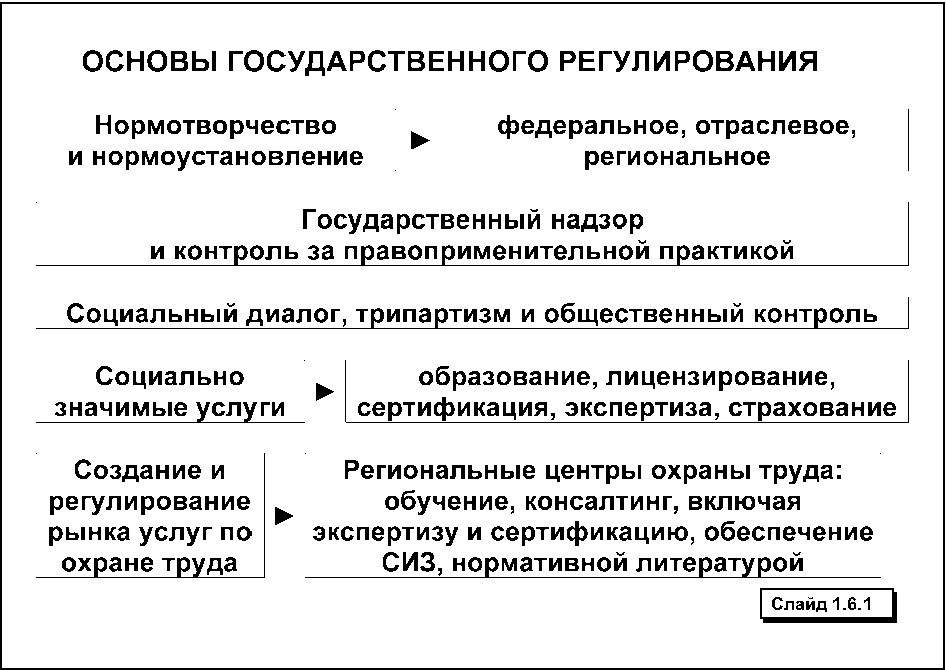 ОСНОВЫ ГОСУДАРСТВЕННОГО РЕГУЛИРОВАНИЯ
Нормотворчество
и нормоустановление
федеральное, отраслевое,
региональное
Государственный надзор
и контроль за правоприменительной практикой
Социальный диалог, трипартизм и общественный контроль
Социально
значимые услуги
образование, лицензирование,
сертификация, экспертиза, страхование
Создание и
регулирование
рынка услуг по
охране труда
Региональные центры охраны труда:
обучение, консалтинг, включая
экспертизу и сертификацию, обеспечение
СИЗ, нормативной литературой
Слайд 1.6.1